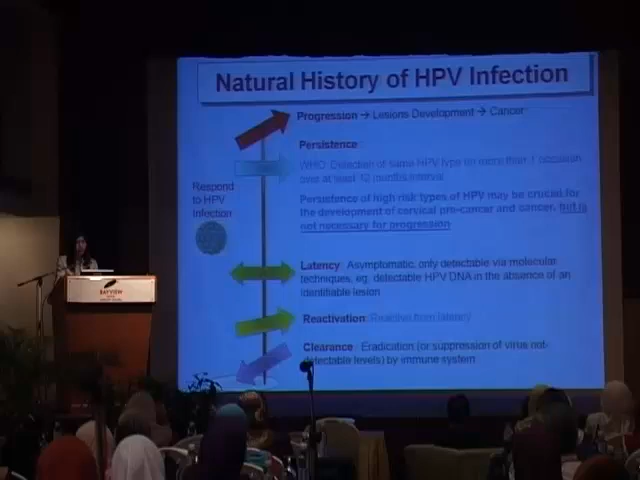 Natural History of HPV Infection
Progression → Lesions Development → Cancer
Persistence :
WHO: Detection of same HPV type on more than 1 occasion
over at least 12 months interval
Respond
to HPV
Infection
Persistence of high risk types of HPV may be crucial for
the development of cervical pre-cancer and cancer, but is
not necessary for progression
Latency : Asymptomatic, only detectable via molecular
techniques, eg. detectable HPV DNA in the absence of an
identifiable lesion
Reactivation : Reactive from latency
Clearance : Eradication (or suppression of virus not-
detectable levels) by immune system
BAYVIEW